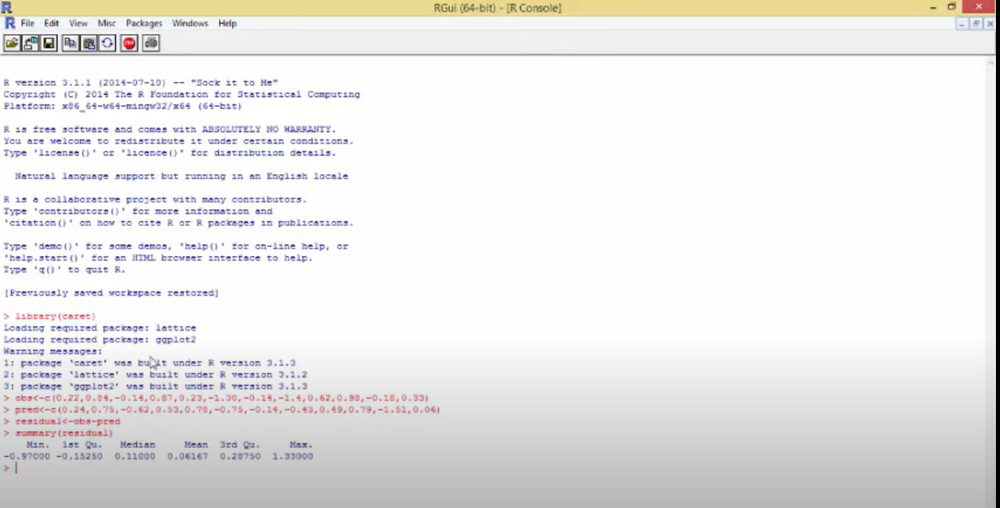 RGui (64-bit) - [R Console]
File Edit View Misc Packages Windows Help
R version 3.1.1 (2014-07-10) -- "Sock it to Me"
Copyright (C) 2014 The R Foundation for Statistical Computing
Platform: x86_64-w64-mingw32/x64 (64-bit)
R is free software and comes with ABSOLUTELY NO WARRANTY.
You are welcome to redistribute it under certain conditions.
Type 'license()' or 'licence()' for distribution details.
Natural language support but running in an English locale
R is a collaborative project with many contributors.
Type 'contributors()' for more information and
'citation()' on how to cite R or R packages in publications.
Type 'demo()' for some demos, 'help()' for on-line help, or
'help.start()' for an HTML browser interface to help.
Type 'q()' to quit R.
[Previously saved workspace restored]
> library(caret)
Loading required package: lattice
Loading required package: ggplot2
Warning messages:
1: package ‘caret’ was built under R version 3.1.3
2: package ‘lattice’ was built under R version 3.1.2
3: package ‘ggplot2’ was built under R version 3.1.3
> obs<-c(0.22,0.84,-0.14,0.87,0.23,-1.30,-0.14,-1.4,0.62,0.98,-0.18,0.33)
> pred<-c(0.24,0.75,-0.62,0.53,0.78,-0.75,-0.14,-0.43,0.49,0.79,-1.51,0.06)
> residual<-obs-pred
> summary(residual)
Min. 1st Qu. Median Mean 3rd Qu. Max.
-0.97000 -0.15250 0.11000 0.06167 0.28750 1.33000
>